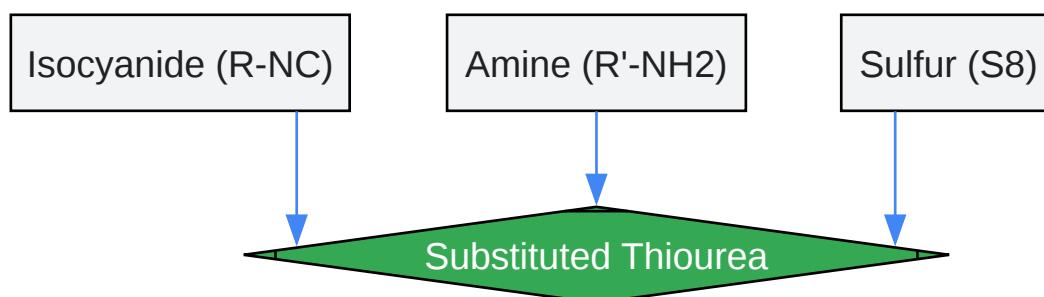 Isocyanide (R-NC)
Amine (R'-NH2)
Sulfur (S8)
Substituted Thiourea